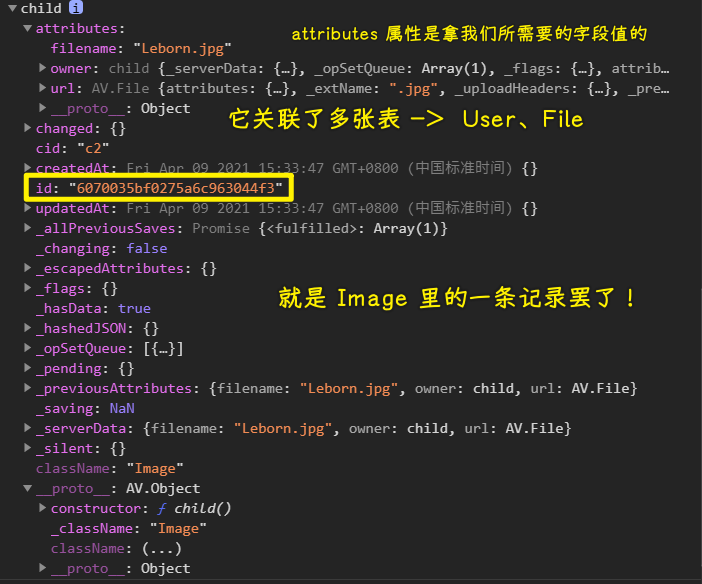 child i
attributes: attributes 属性是拿我们所需要的字段值的
filename: "Leborn.jpg"
owner: child {_serverData: {…}, _opSetQueue: Array(1), _flags: {…}, attrib…
url: AV.File {attributes: {…}, _extName: ".jpg", _uploadHeaders: {…}, _pre…
__proto__: Object
它关联了多张表 -> User、File
changed: {}
cid: "c2"
createdAt: Fri Apr 09 2021 15:33:47 GMT+0800 (中国标准时间) {}
id: "6070035bf0275a6c963044f3"
updatedAt: Fri Apr 09 2021 15:33:47 GMT+0800 (中国标准时间) {}
_allPreviousSaves: Promise {<fulfilled>: Array(1)}
_changing: false
_escapedAttributes: {}
_flags: {}
就是 Image 里的一条记录罢了！
_hasData: true
_hashedJSON: {}
_opSetQueue: [{…}]
_pending: {}
_previousAttributes: {filename: "Leborn.jpg", owner: child, url: AV.File}
_saving: NaN
_serverData: {filename: "Leborn.jpg", owner: child, url: AV.File}
_silent: {}
className: "Image"
__proto__: AV.Object
constructor: ƒ child()
_className: "Image"
className: (...)
__proto__: Object